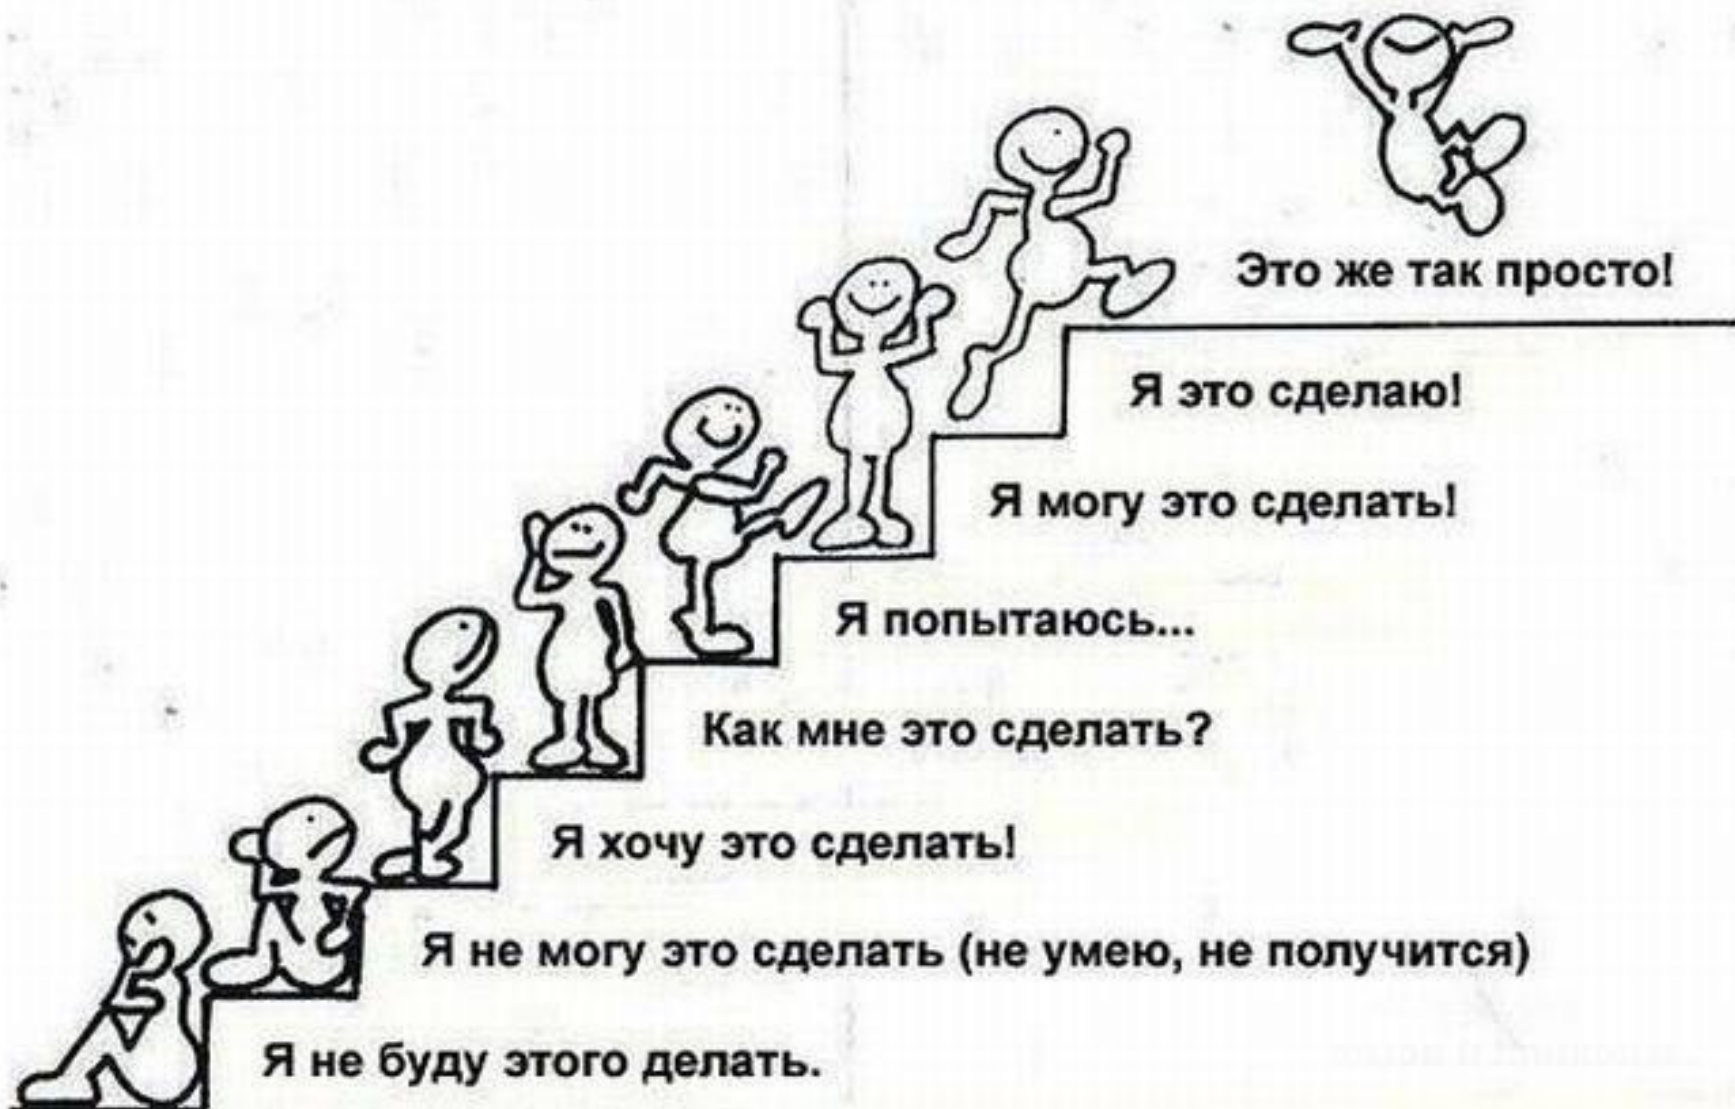 Это же так просто!
Я это сделаю!
Я могу это сделать!
Я попытаюсь...
Как мне это сделать?
Я хочу это сделать!
Я не могу это сделать (не умею, не получится)
Я не буду этого делать.